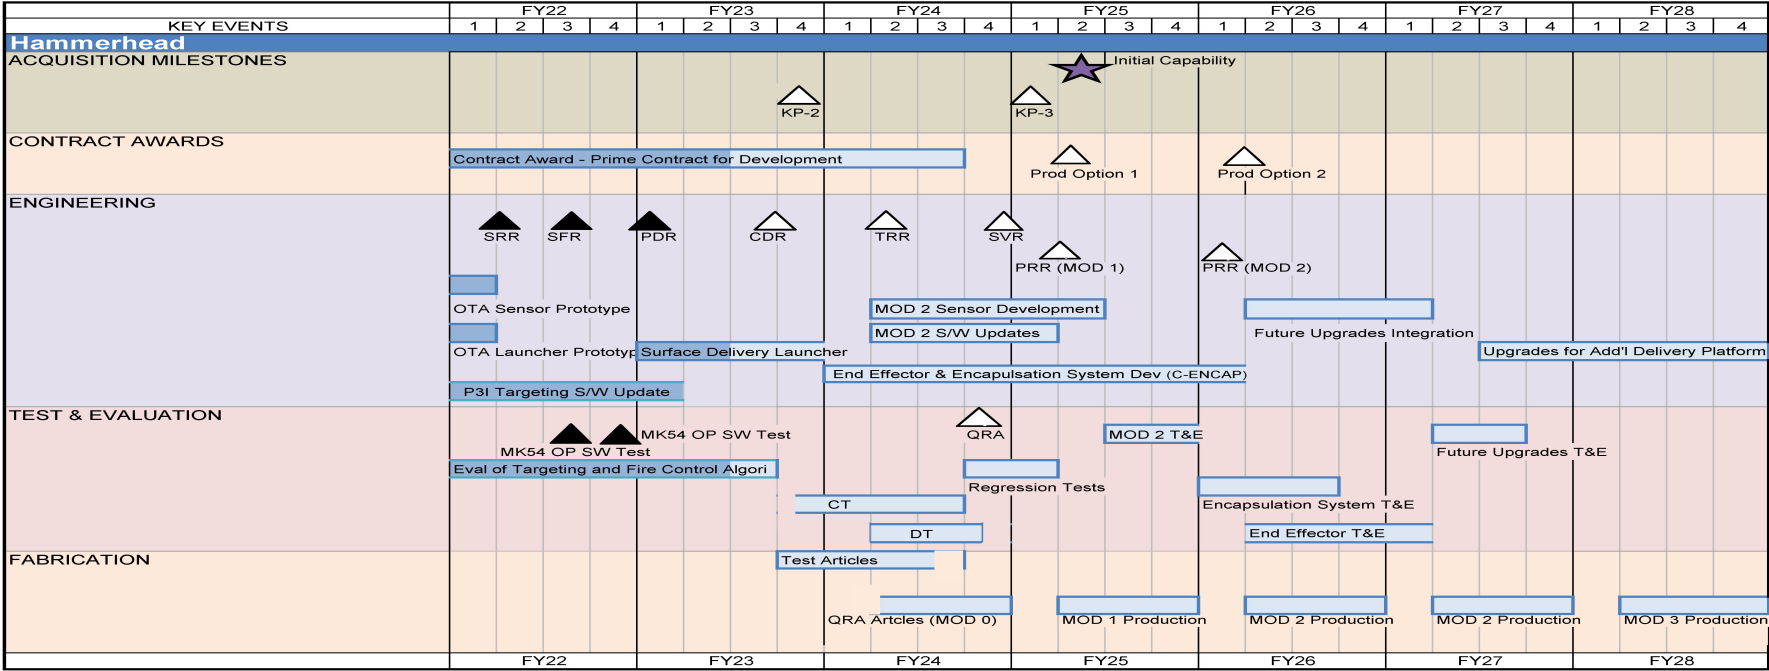 FY22 FY23 FY24 FY25 FY26 FY27 FY28
KEY EVENTS 1 2 3 4 1 2 3 4 1 2 3 4 1 2 3 4 1 2 3 4 1 2 3 4 1 2 3 4
Hammerhead
ACQUISITION MILESTONES
Initial Capability
KP-2 KP-3
CONTRACT AWARDS
Contract Award - Prime Contract for Development
Prod Option 1 Prod Option 2
ENGINEERING
SRR SFR PDR CDR TRR SVR
PRR (MOD 1) PRR (MOD 2)
OTA Sensor Prototype MOD 2 Sensor Development
MOD 2 S/W Updates Future Upgrades Integration
OTA Launcher Prototyp Surface Delivery Launcher Upgrades for Add'l Delivery Platform
End Effector & Encapulsation System Dev (C-ENCAP)
P3I Targeting S/W Update
TEST & EVALUATION
MK54 OP SW Test QRA MOD 2 T&E
MK54 OP SW Test Future Upgrades T&E
Eval of Targeting and Fire Control Algori
Regression Tests
CT Encapsulation System T&E
DT End Effector T&E
FABRICATION
Test Articles
QRA Artcles (MOD 0) MOD 1 Production MOD 2 Production MOD 2 Production MOD 3 Production
FY22 FY23 FY24 FY25 FY26 FY27 FY28